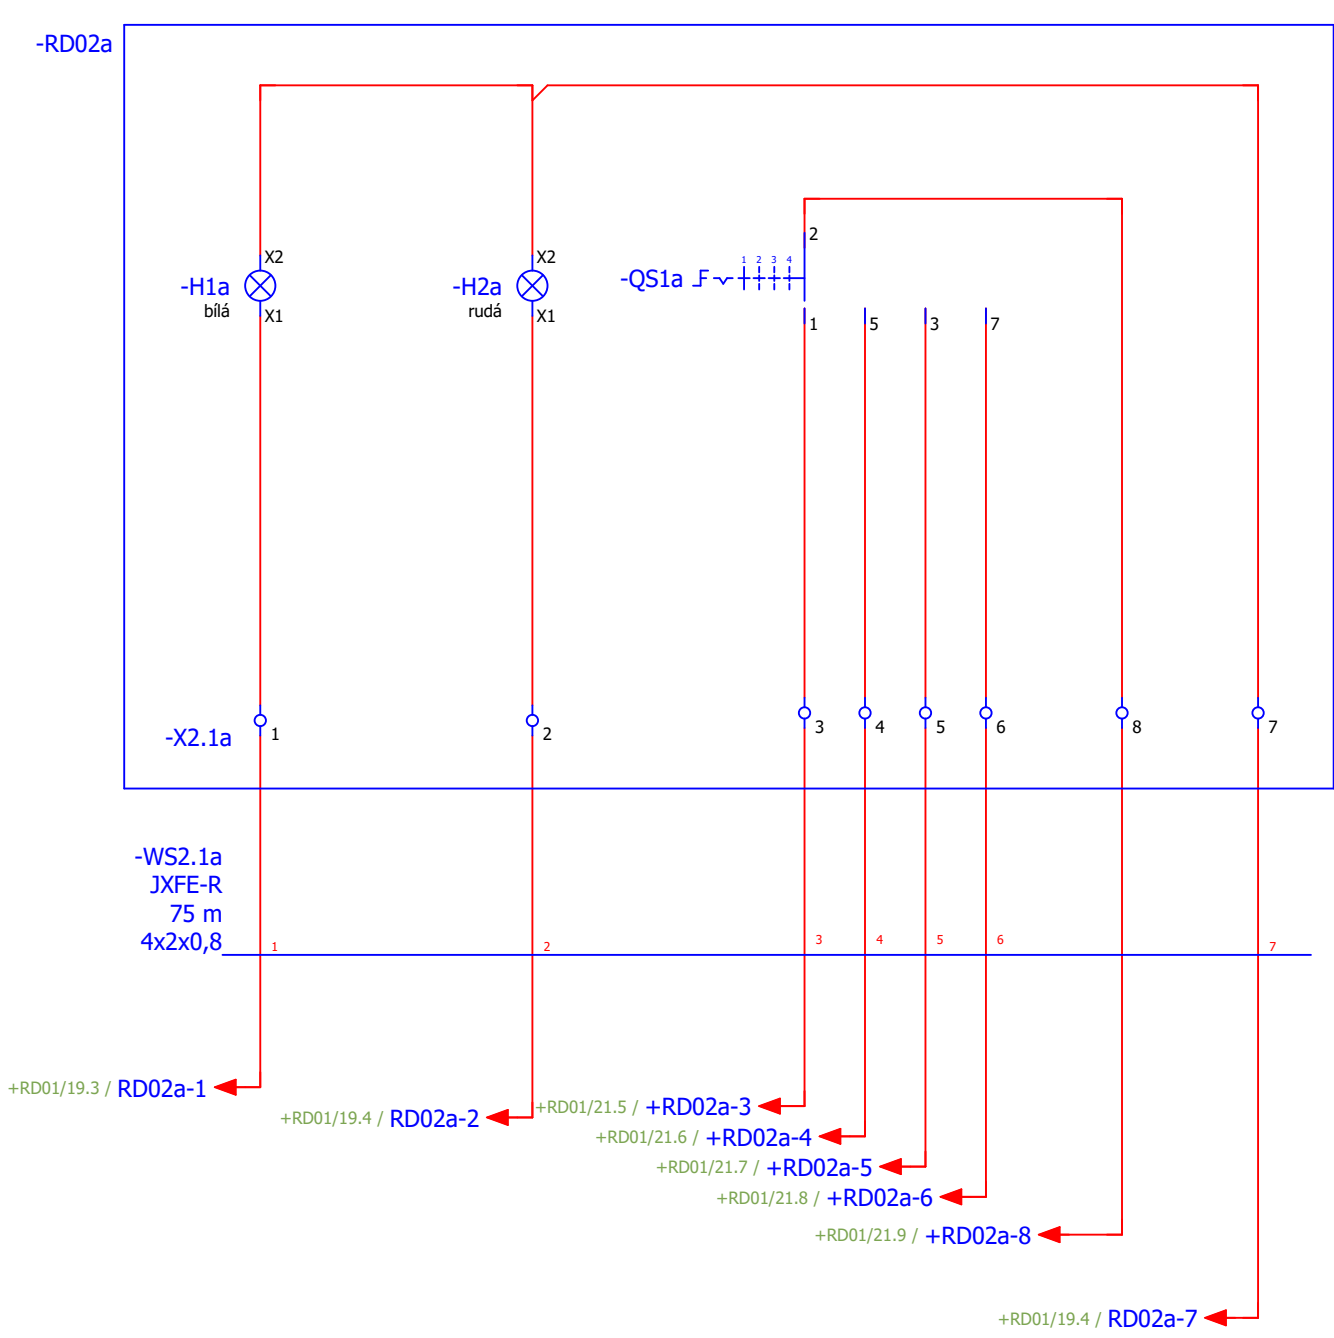 -RD02a
X2
-H1a
bílá
X1
X2
-H2a
rudá
X1
-QS1a
1 2 3 4
2
1
5
3
7
-X2.1a
1
2
3
4
5
6
8
7
-WS2.1a
JXFE-R
75 m
4x2x0,8
1
2
3
4
5
6
7
+RD01/19.3 / RD02a-1
+RD01/19.4 / RD02a-2
+RD01/21.5 / +RD02a-3
+RD01/21.6 / +RD02a-4
+RD01/21.7 / +RD02a-5
+RD01/21.8 / +RD02a-6
+RD01/21.9 / +RD02a-8
+RD01/19.4 / RD02a-7